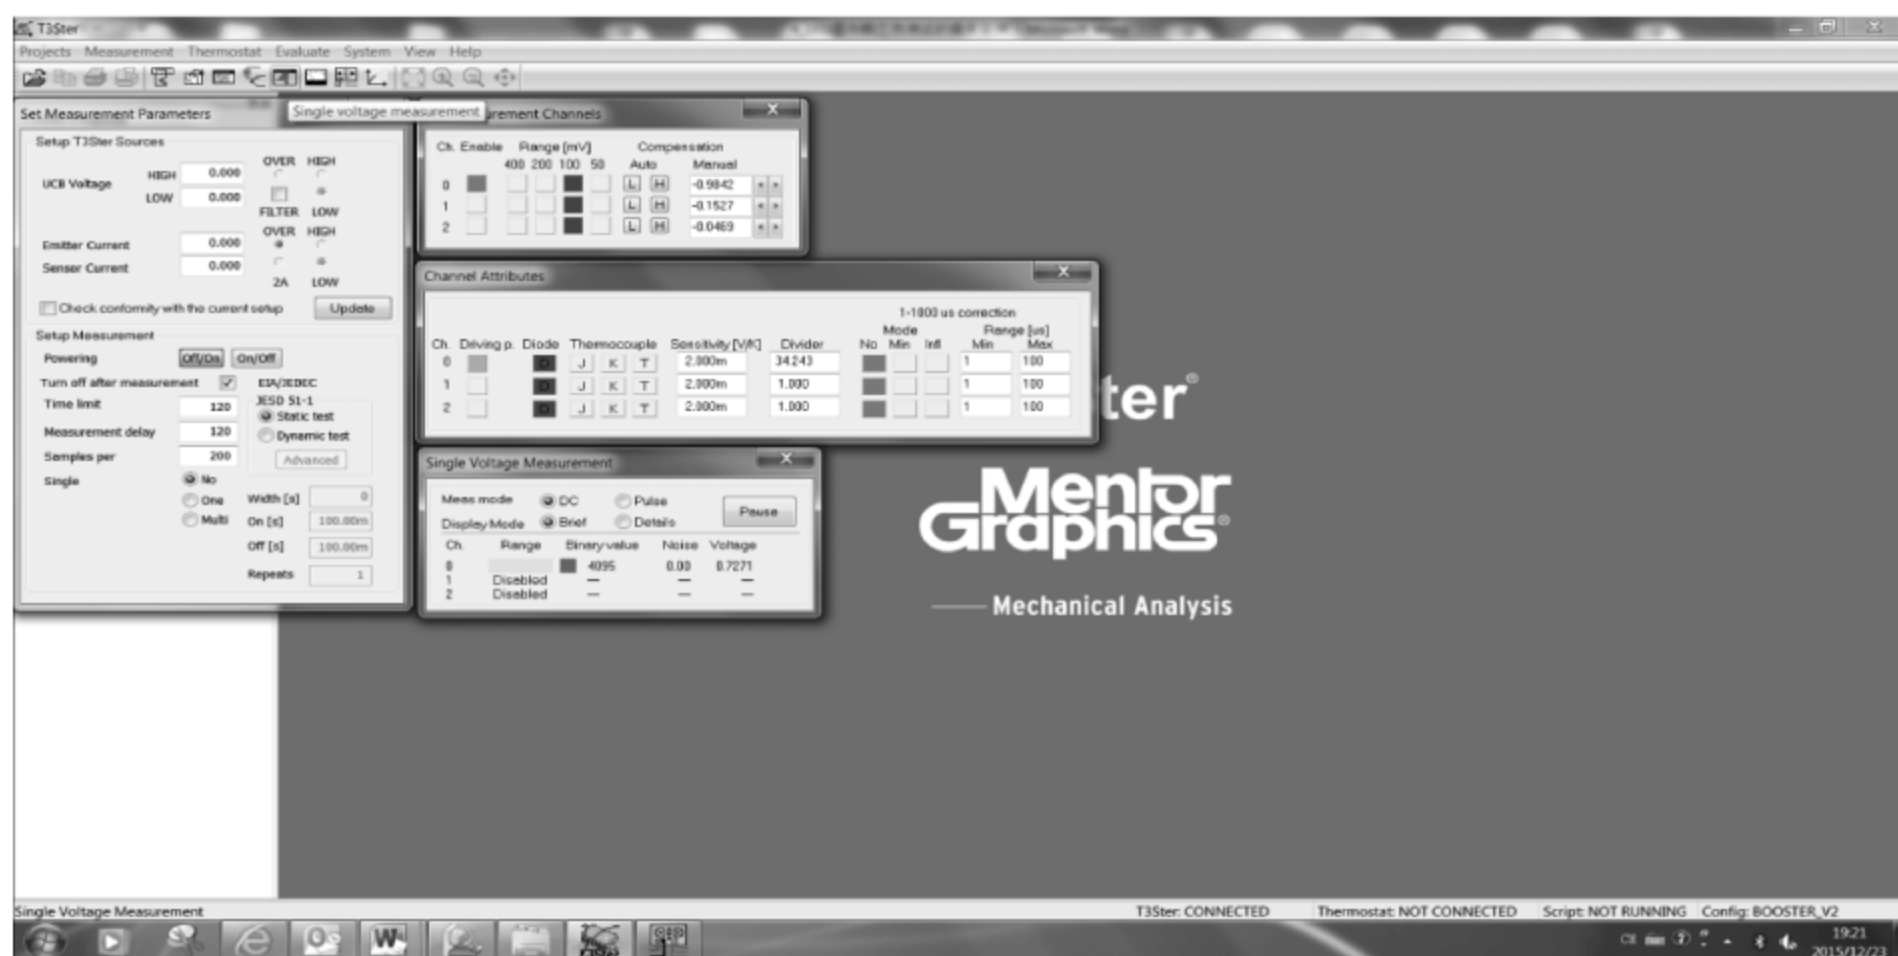 T3Ster
Projects Measurement Thermostat Evaluate System View Help
Single voltage measurement
Set Measurement Parameters
Setup T3Ster Sources
OVER HIGH
UCB Voltage HIGH 0.000
LOW 0.000
FILTER LOW
OVER HIGH
Emitter Current 0.000
Sensor Current 0.000
2A LOW
Check conformity with the current setup Update
Setup Measurement
Powering Off/On On/Off
Turn off after measurement EIA/JEDEC
JESD 51-1
Time limit 120 Static test
Measurement delay 120 Dynamic test
Samples per 200 Advanced
Single No
One Width [s] 0
Multi On [s] 100.00m
Off [s] 100.00m
Repeats 1
urement Channels
Ch. Enable Range [mV] Compensation
400 200 100 50 Auto Manual
0 L H -0.9842
1 L H -0.1527
2 L H -0.0469
Channel Attributes
1-1000 us correction
Mode Range [us]
Ch. Driving p. Diode Thermocouple Sensitivity [V/K] Divider No Min Infl Min Max
0 D J K T 2.000m 34.243 1 100
1 D J K T 2.000m 1.000 1 100
2 D J K T 2.000m 1.000 1 100
Single Voltage Measurement
Meas mode DC Pulse Pause
Display Mode Brief Details
Ch. Range Binary value Noise Voltage
0 4095 0.00 0.7271
1 Disabled — — —
2 Disabled — — —
ter®
Mentor
Graphics®
Mechanical Analysis
Single Voltage Measurement T3Ster: CONNECTED Thermostat: NOT CONNECTED Script: NOT RUNNING Config: BOOSTER_V2
19:21
2015/12/23